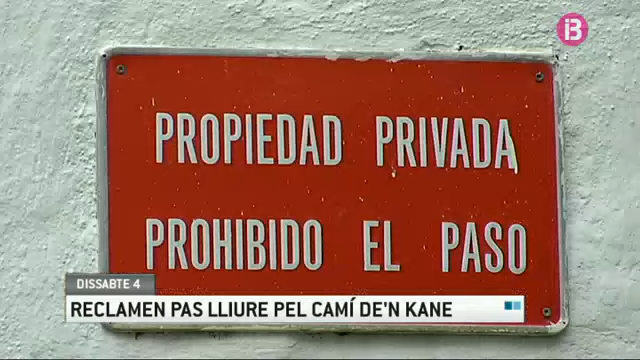 IB
PROPIEDAD PRIVADA
PROHIBIDO EL PASO
DISSABTE 4
RECLAMEN PAS LLIURE PEL CAMÍ DE'N KANE